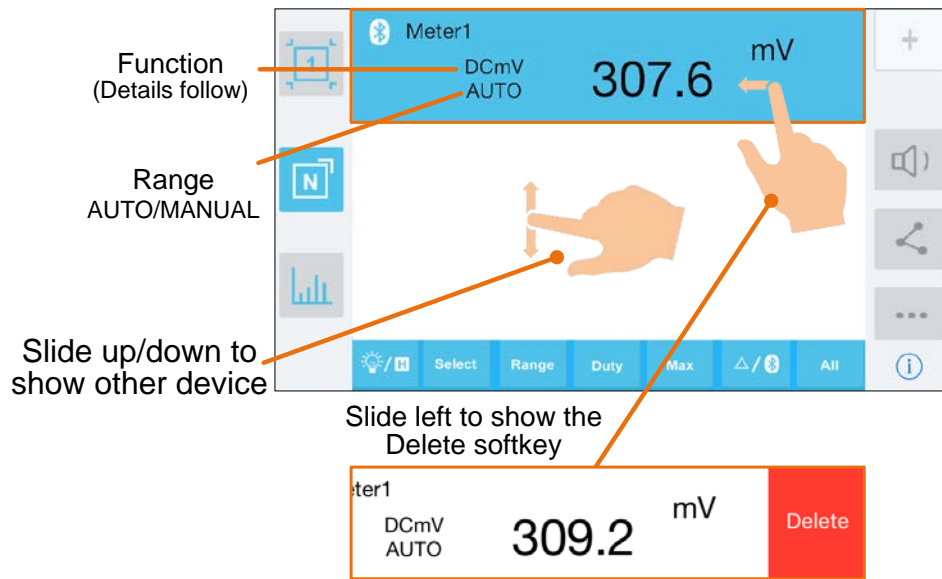 Meter1
mV
+
1
Function
(Details follow)
DCmV
307.6
AUTO
Range
AUTO/MANUAL
N
Slide up/down to
show other device
/H
Select
Range
Duty
Max
△/
All
i
Slide left to show the
Delete softkey
eter1
mV
DCmV
309.2
Delete
AUTO